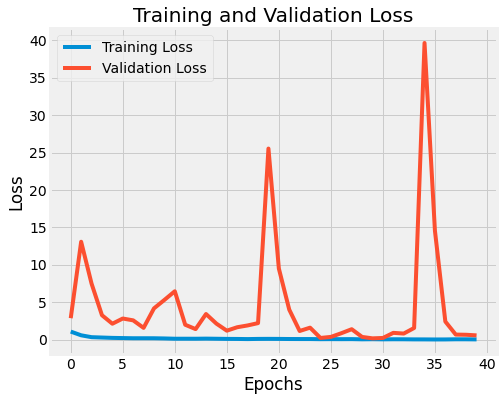 Training and Validation Loss
Training Loss
Validation Loss
Loss
40
35
30
25
20
15
10
5
0
0 5 10 15 20 25 30 35 40
Epochs